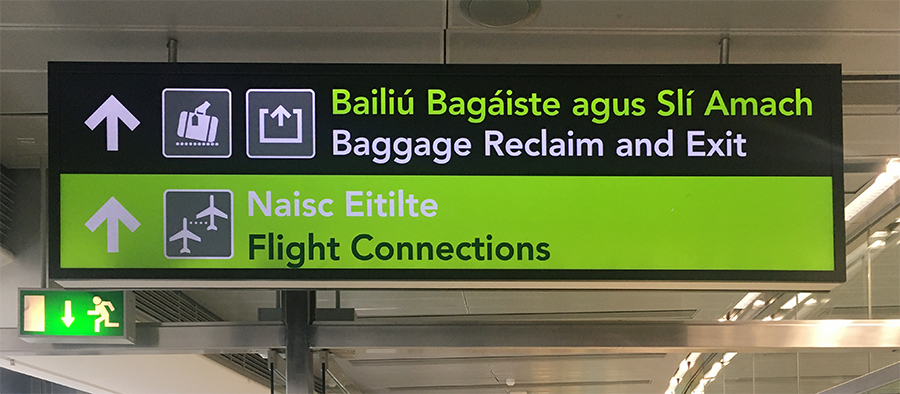 Bailiú Bagáiste agus Slí Amach
Baggage Reclaim and Exit
Naisc Eitilte
Flight Connections